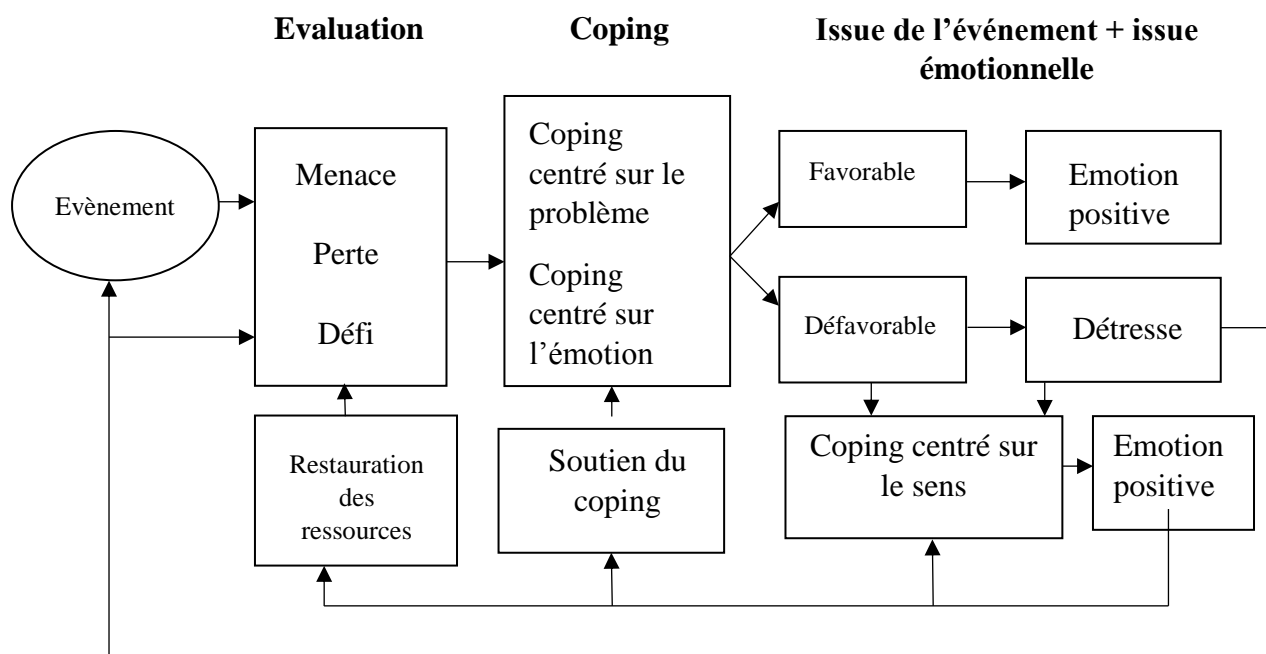 Evaluation
Coping
Issue de l’événement + issue
émotionnelle
Evènement
Menace
Perte
Défi
Coping
centré sur le
problème
Coping
centré sur
l’émotion
Favorable
Emotion
positive
Défavorable
Détresse
Restauration
des
ressources
Soutien du
coping
Coping centré sur
le sens
Emotion
positive